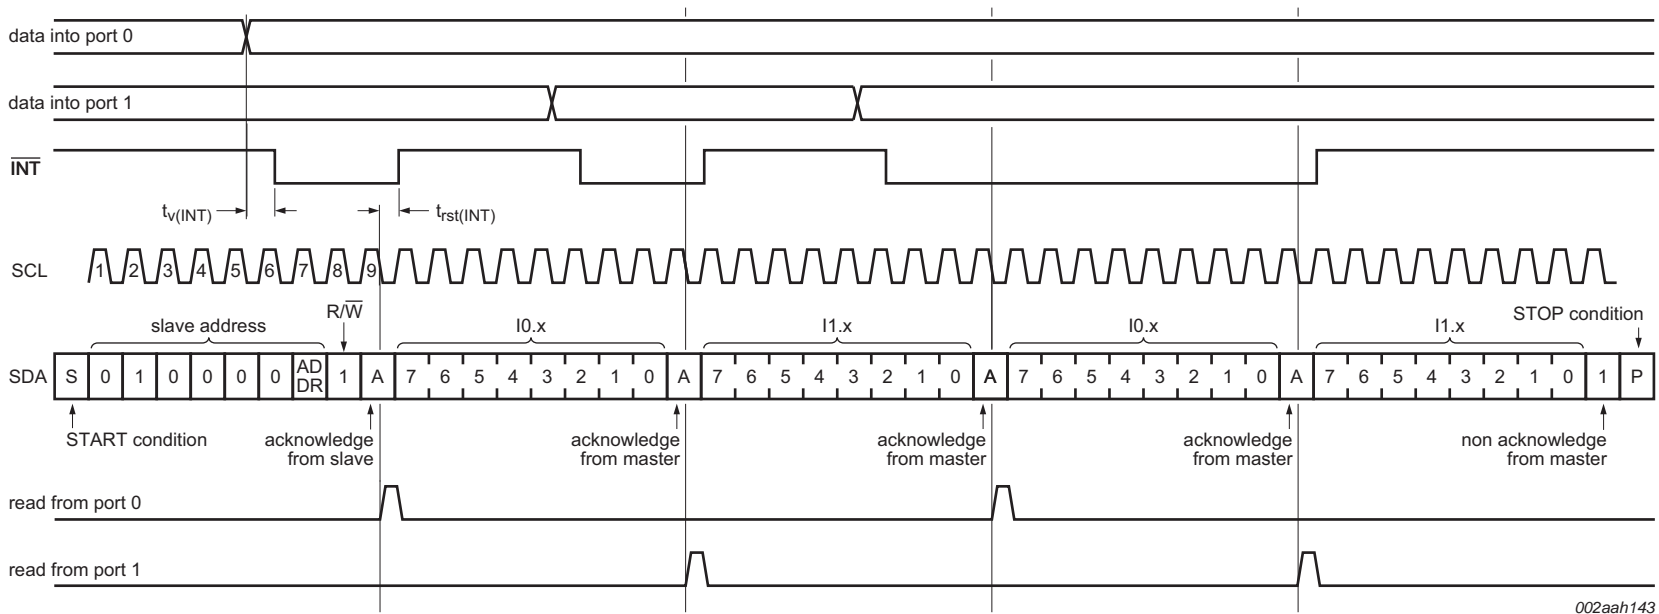 data into port 0
data into port 1
INT
tv(INT)
trst(INT)
SCL
1 2 3 4 5 6 7 8 9
R/W
STOP condition
slave address
I0.x
I1.x
I0.x
I1.x
SDA
S 0 1 0 0 0 0 AD DR 1 A 7 6 5 4 3 2 1 0 A 7 6 5 4 3 2 1 0 A 7 6 5 4 3 2 1 0 A 7 6 5 4 3 2 1 0 1 P
START condition
acknowledge
from slave
acknowledge
from master
acknowledge
from master
acknowledge
from master
non acknowledge
from master
read from port 0
read from port 1
002aah143